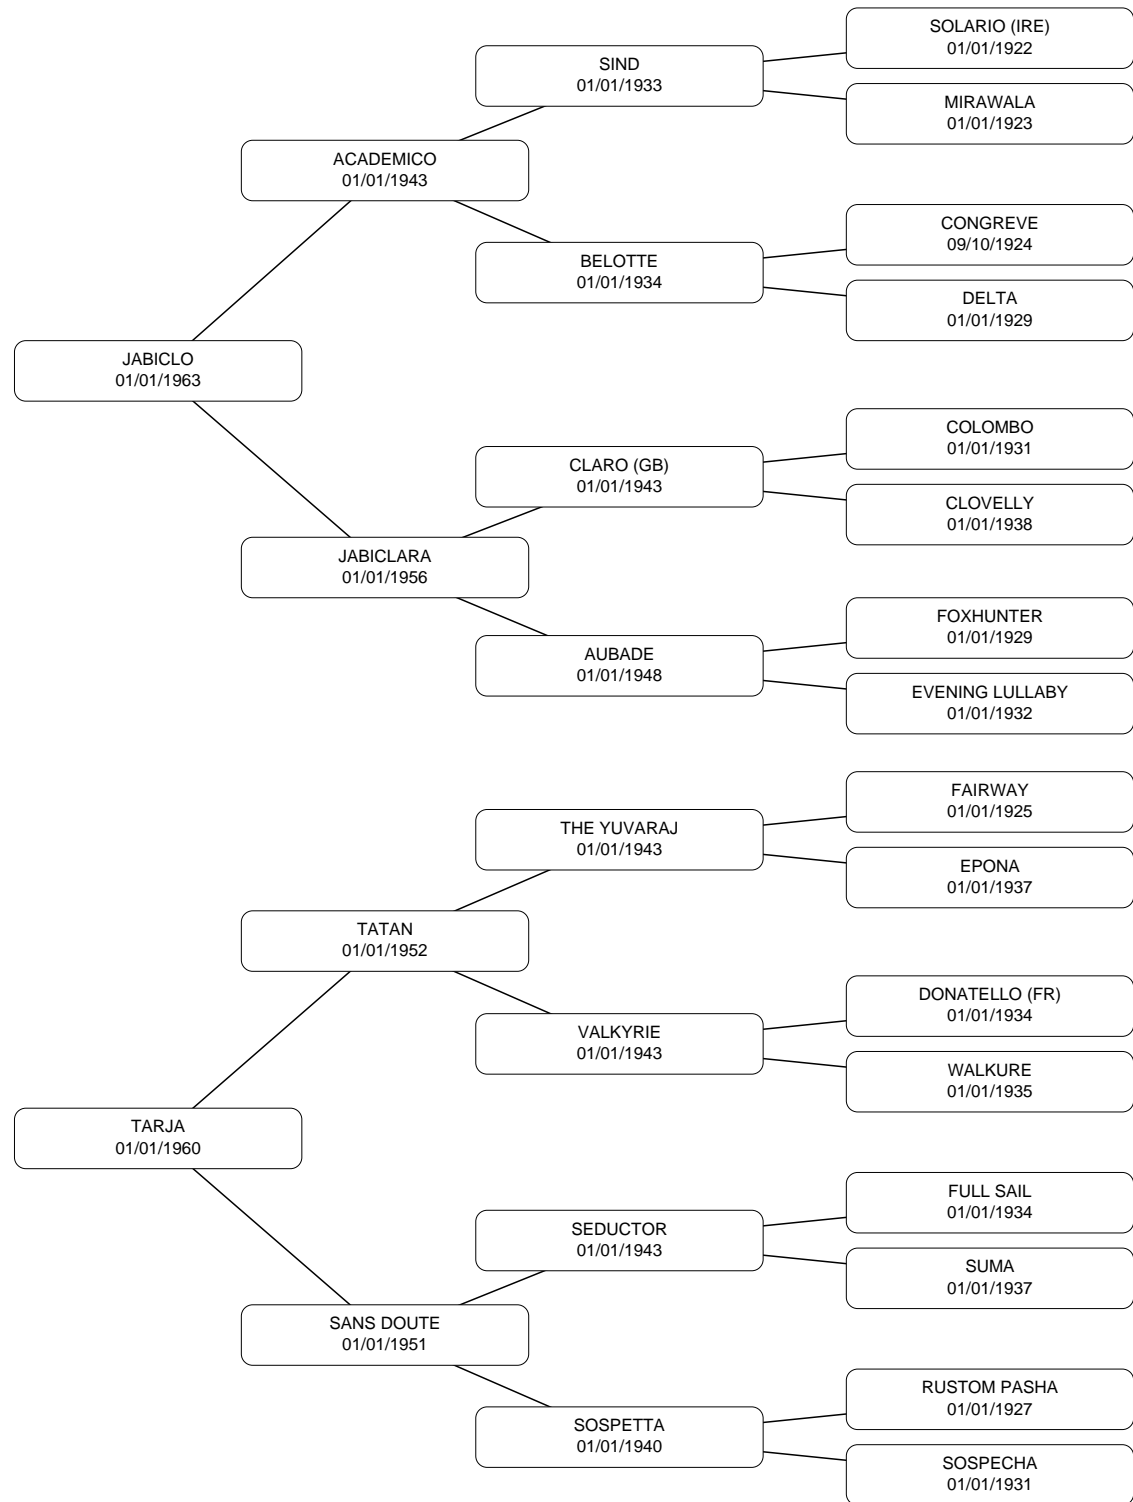 SOLARIO (IRE)
01/01/1922
SIND
01/01/1933
MIRAWALA
01/01/1923
ACADEMICO
01/01/1943
CONGREVE
09/10/1924
BELOTTE
01/01/1934
DELTA
01/01/1929
JABICLO
01/01/1963
COLOMBO
01/01/1931
CLARO (GB)
01/01/1943
CLOVELLY
01/01/1938
JABICLARA
01/01/1956
FOXHUNTER
01/01/1929
AUBADE
01/01/1948
EVENING LULLABY
01/01/1932
FAIRWAY
01/01/1925
THE YUVARAJ
01/01/1943
EPONA
01/01/1937
TATAN
01/01/1952
DONATELLO (FR)
01/01/1934
VALKYRIE
01/01/1943
WALKURE
01/01/1935
TARJA
01/01/1960
FULL SAIL
01/01/1934
SEDUCTOR
01/01/1943
SUMA
01/01/1937
SANS DOUTE
01/01/1951
RUSTOM PASHA
01/01/1927
SOSPETTA
01/01/1940
SOSPECHA
01/01/1931